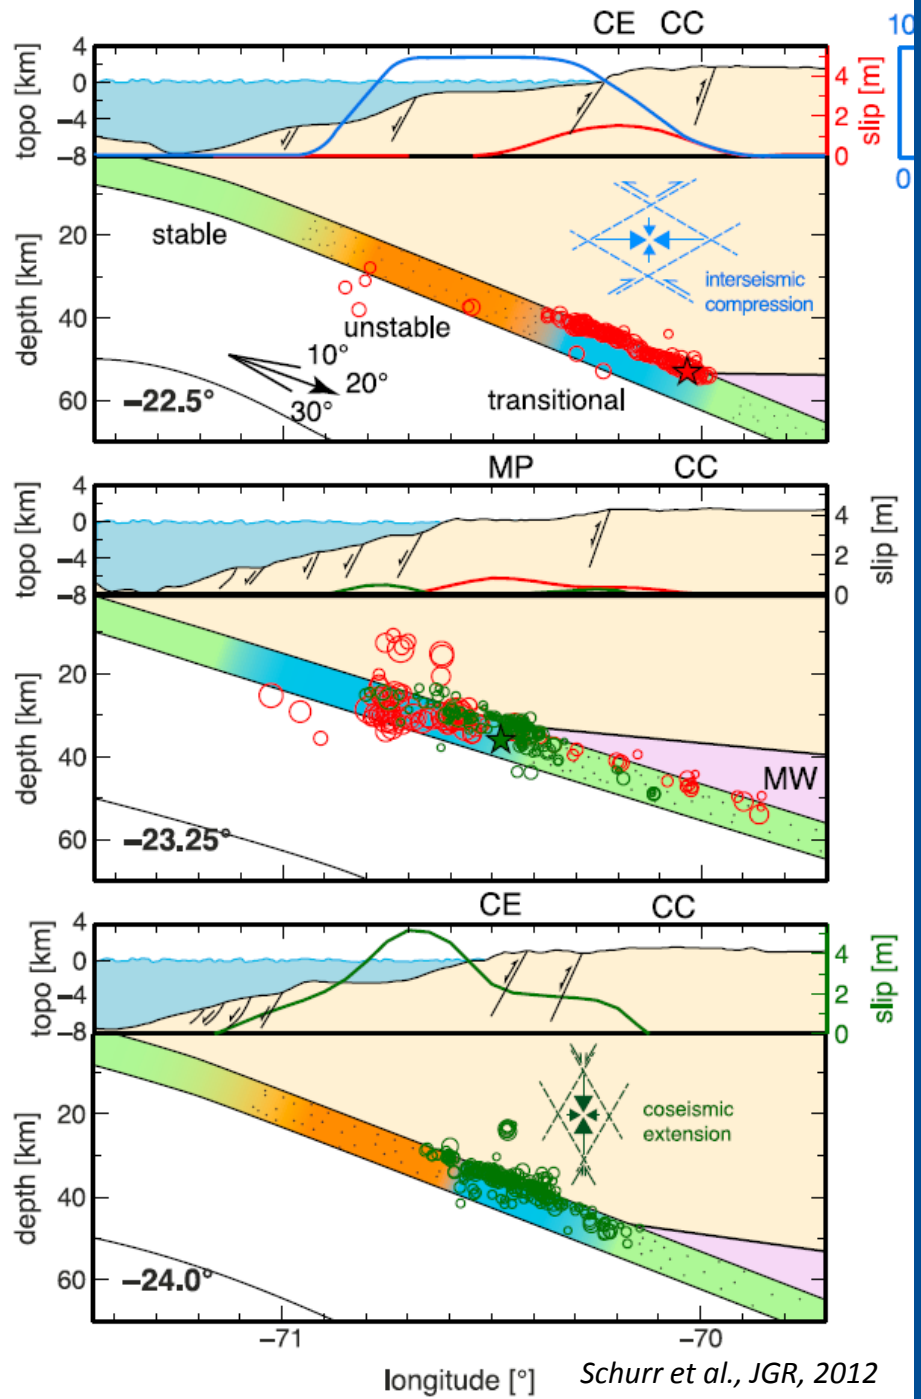 CE CC
10
4
0
−4
−8
topo [km]
4
2
0
slip [m]
0
20
40
60
depth [km]
stable
unstable
transitional
interseismic
compression
10°
20°
30°
−22.5°
MP CC
4
0
−4
−8
topo [km]
4
2
0
slip [m]
20
40
60
depth [km]
MW
−23.25°
CE CC
4
0
−4
−8
topo [km]
4
2
0
slip [m]
20
40
60
depth [km]
coseismic
extension
−24.0°
−71 −70
longitude [°]
Schurr et al., JGR, 2012